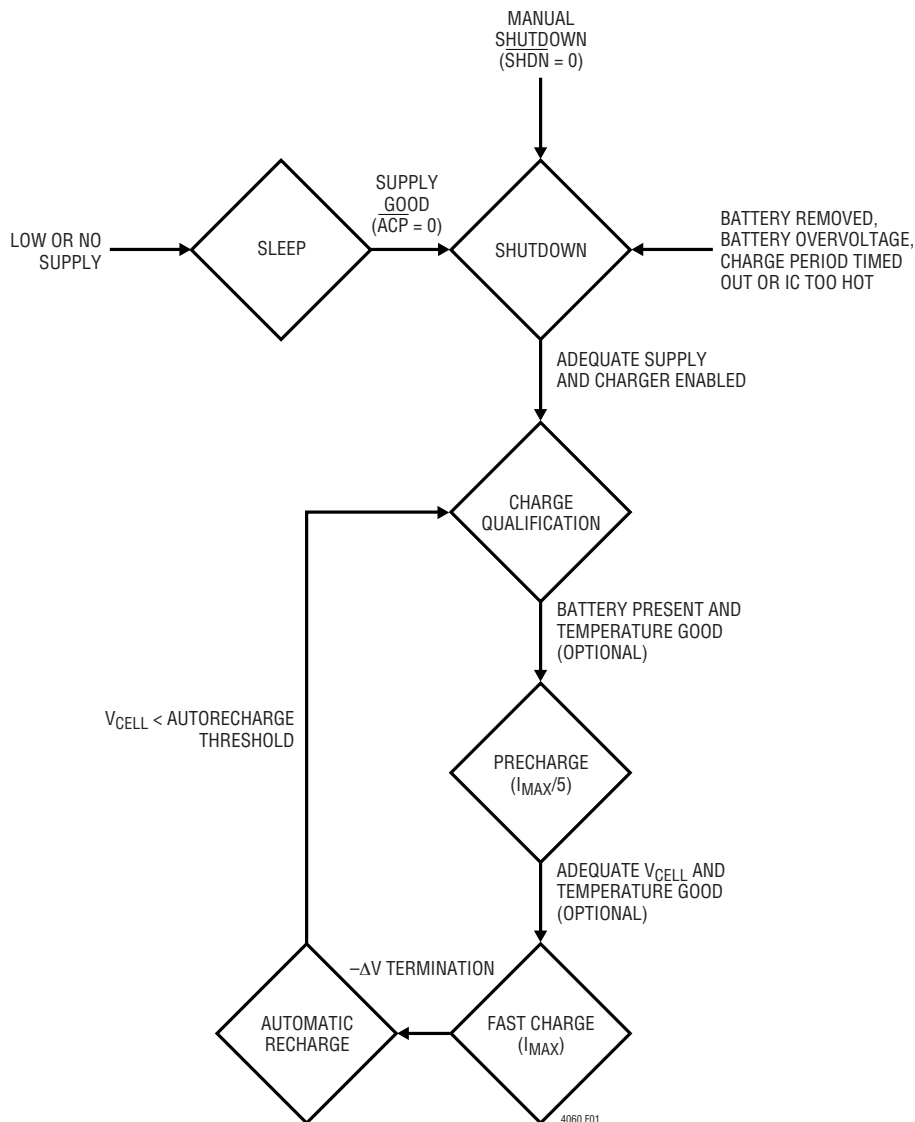 MANUAL
SHUTDOWN
(SHDN = 0)
SUPPLY
GOOD
(ACP = 0)
LOW OR NO
SUPPLY
SLEEP
SHUTDOWN
BATTERY REMOVED,
BATTERY OVERVOLTAGE,
CHARGE PERIOD TIMED
OUT OR IC TOO HOT
ADEQUATE SUPPLY
AND CHARGER ENABLED
CHARGE
QUALIFICATION
BATTERY PRESENT AND
TEMPERATURE GOOD
(OPTIONAL)
VCELL < AUTORECHARGE
THRESHOLD
PRECHARGE
(IMAX/5)
ADEQUATE VCELL AND
TEMPERATURE GOOD
(OPTIONAL)
–ΔV TERMINATION
AUTOMATIC
RECHARGE
FAST CHARGE
(IMAX)
4060 F01